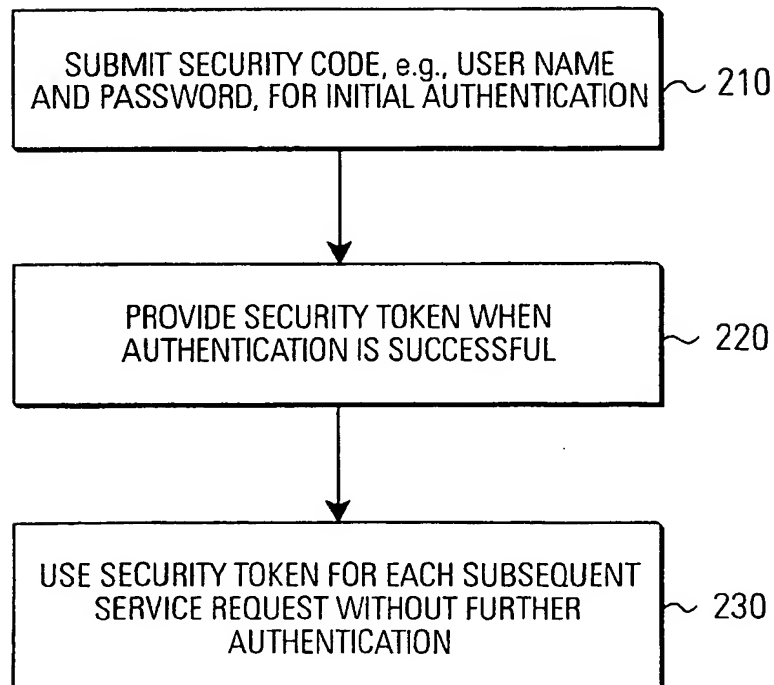 SUBMIT SECURITY CODE, e.g., USER NAME
AND PASSWORD, FOR INITIAL AUTHENTICATION
210
PROVIDE SECURITY TOKEN WHEN
AUTHENTICATION IS SUCCESSFUL
220
USE SECURITY TOKEN FOR EACH SUBSEQUENT
SERVICE REQUEST WITHOUT FURTHER
AUTHENTICATION
230